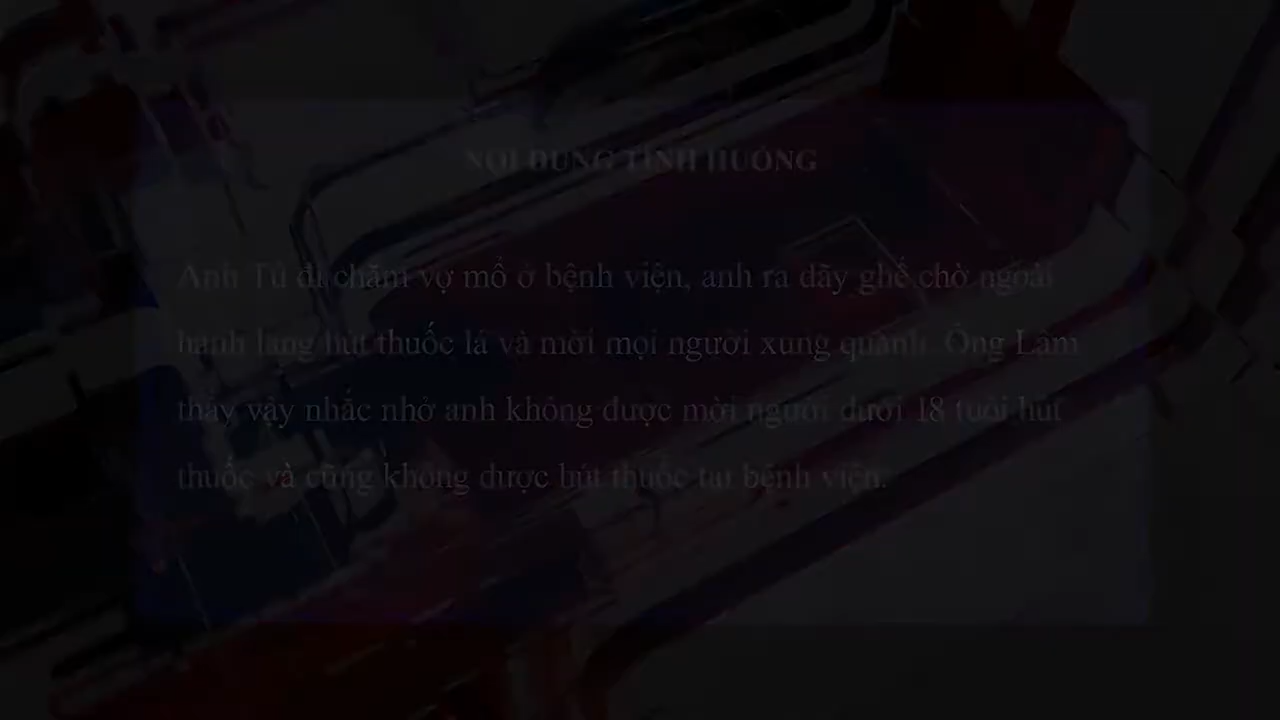 NỘI DUNG TÌNH HUỐNG
Anh Tú đi chăm vợ mổ ở bệnh viện, anh ra dãy ghế chờ ngoài
hành lang hút thuốc lá và mời mọi người xung quanh. Ông Lâm
thấy vậy nhắc nhở anh không được mời người dưới 18 tuổi hút
thuốc và cũng không được hút thuốc tại bệnh viện.